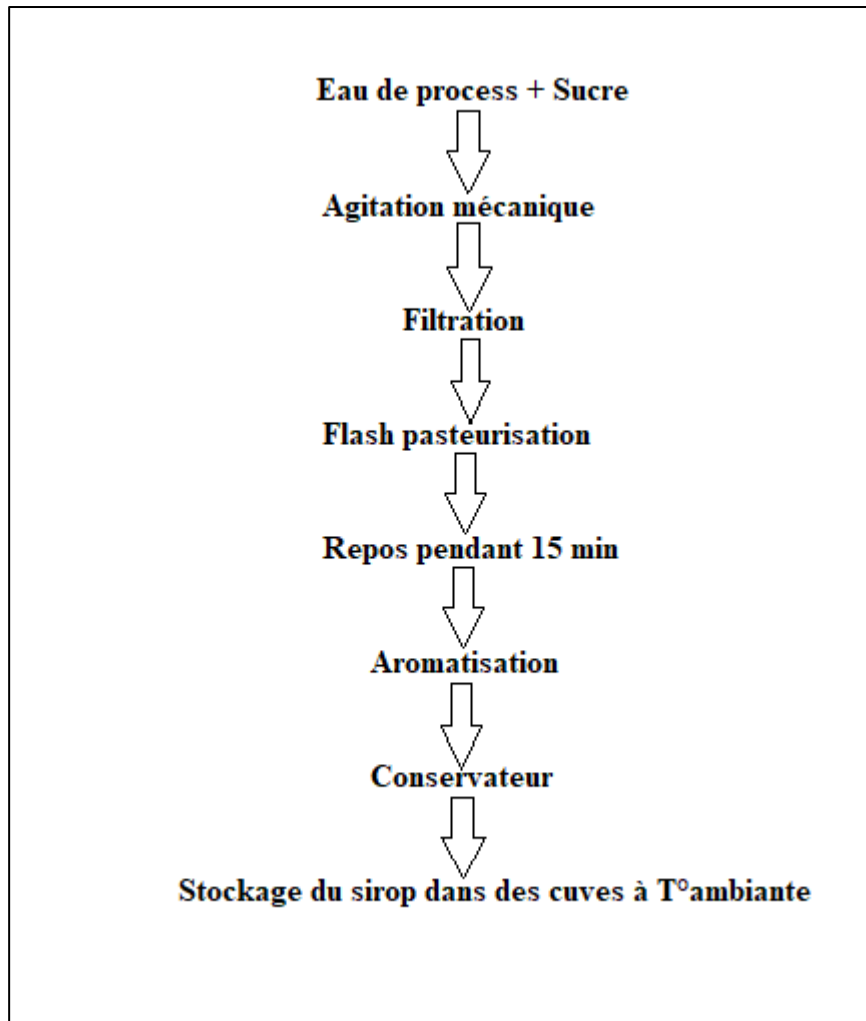 Eau de process + Sucre
Agitation mécanique
Filtration
Flash pasteurisation
Repos pendant 15 min
Aromatisation
Conservateur
Stockage du sirop dans des cuves à T°ambiante